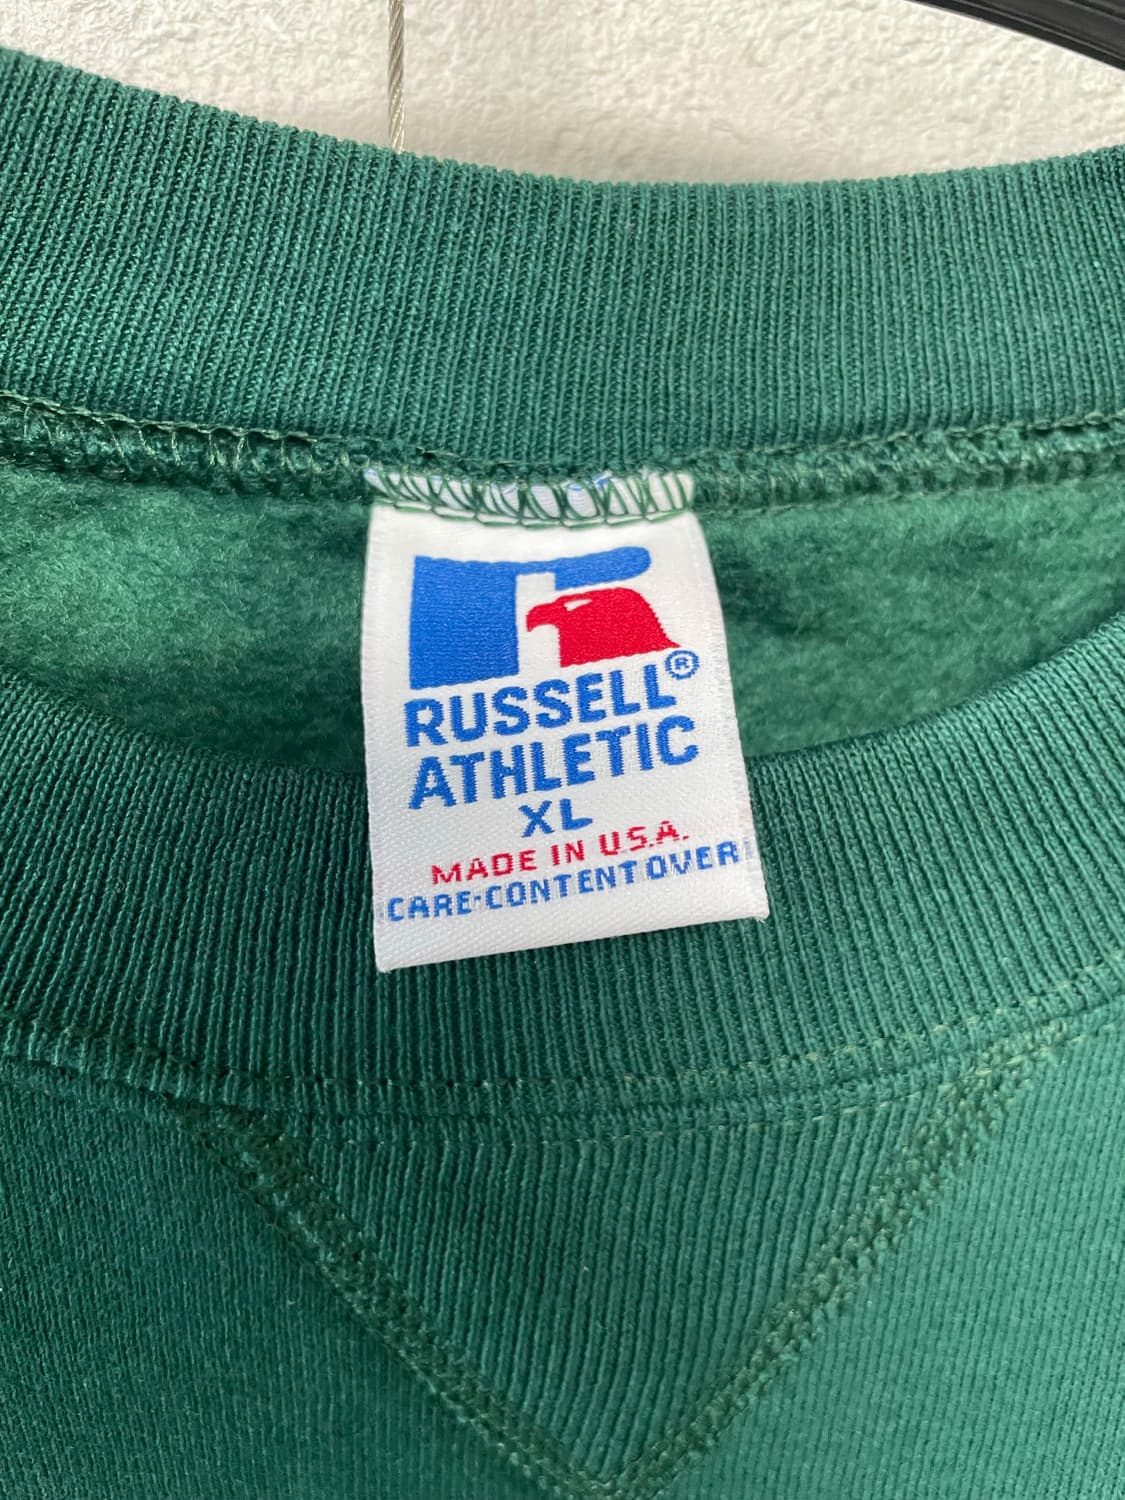 RUSSELL®
ATHLETIC
XL
MADE IN U.S.A.
CARE-CONTENT OVER